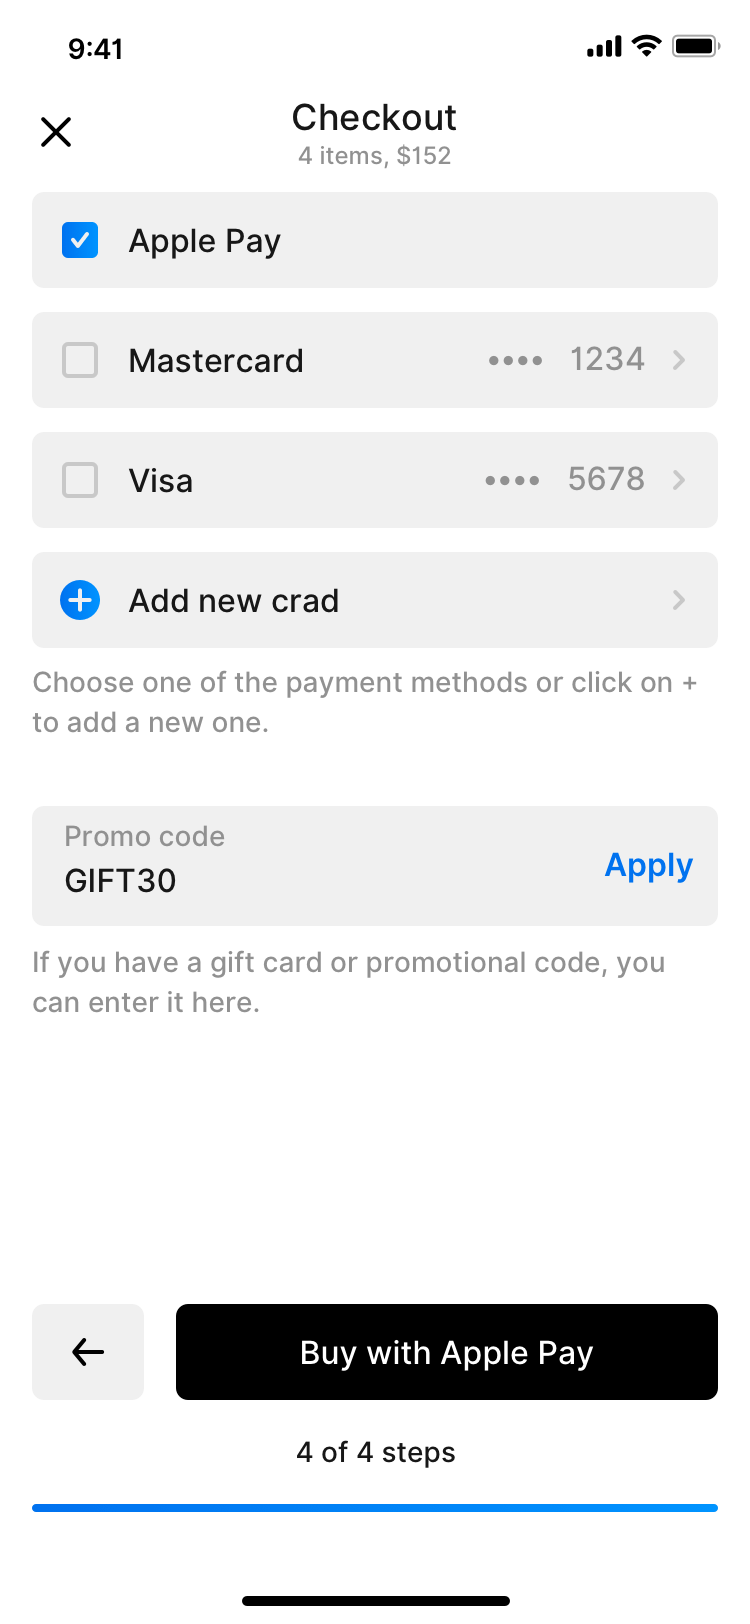 9:41
Checkout
4 items, $152
Apple Pay
Mastercard •••• 1234
Visa •••• 5678
Add new crad
Choose one of the payment methods or click on +
to add a new one.
Promo code
GIFT30
Apply
If you have a gift card or promotional code, you
can enter it here.
Buy with Apple Pay
4 of 4 steps